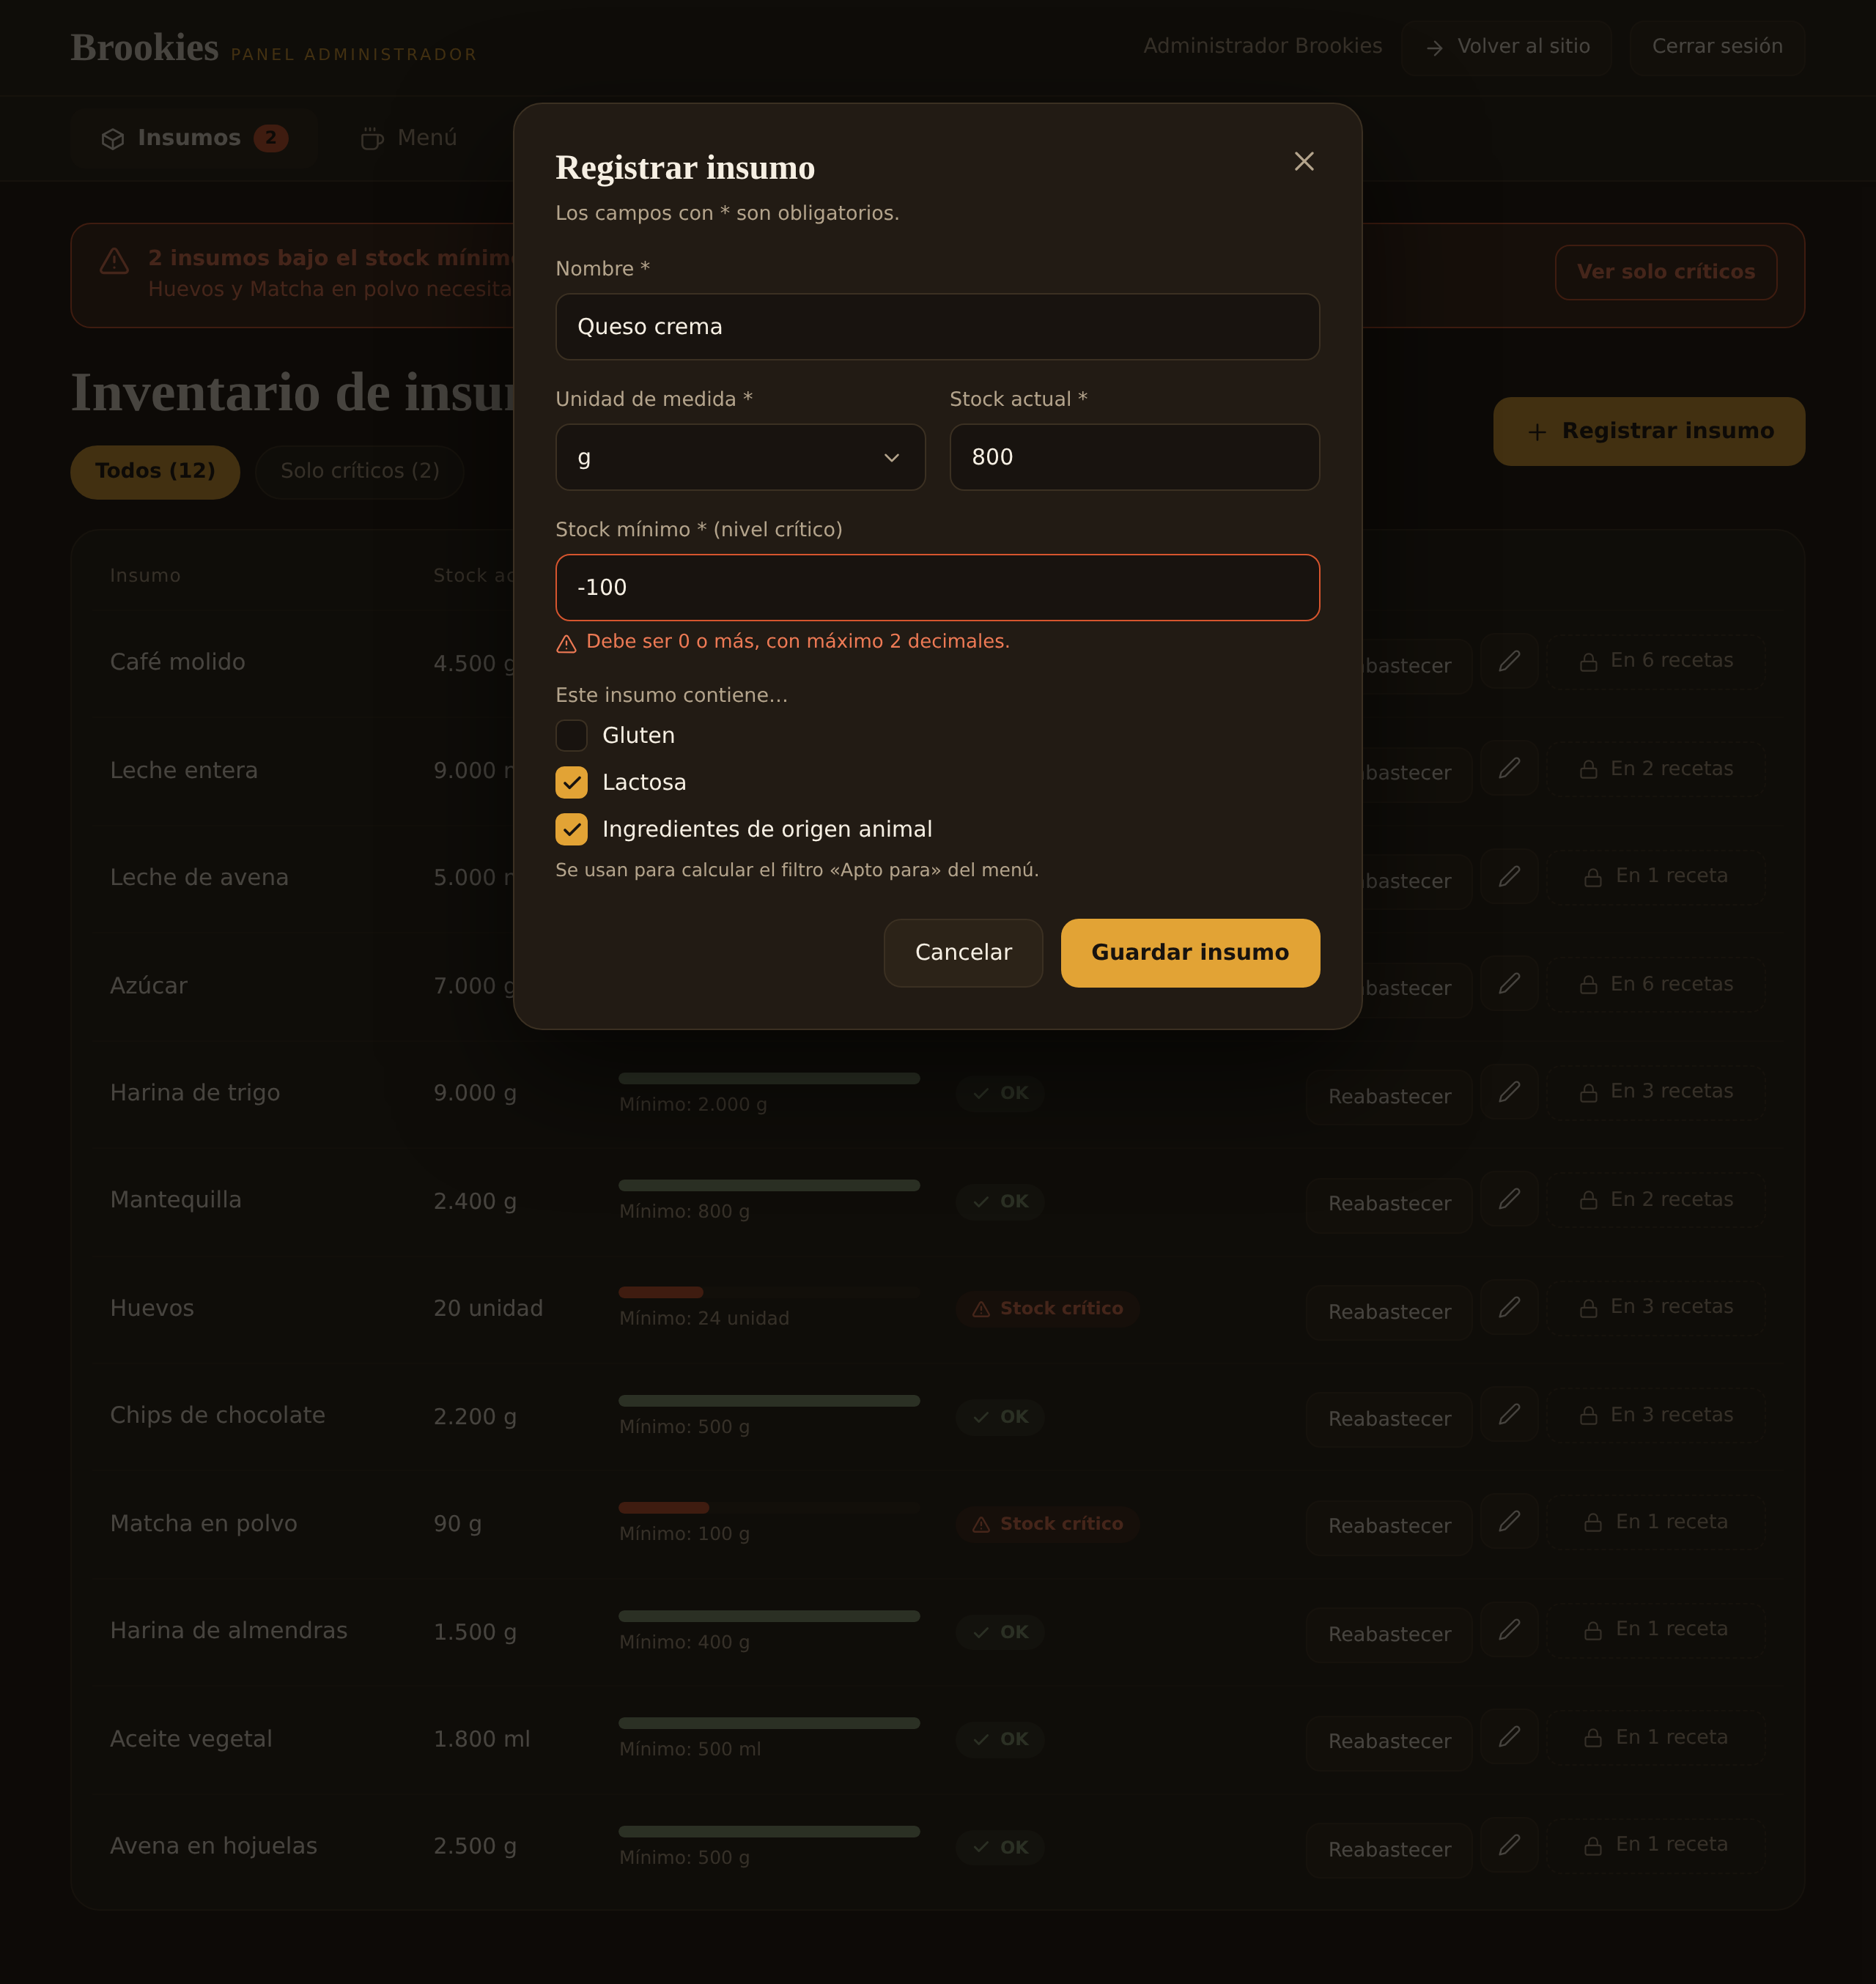 Brookies PANEL ADMINISTRADOR
Administrador Brookies
Volver al sitio
Cerrar sesión
Insumos 2
Menú
2 insumos bajo el stock
Huevos y Matcha en polvo
Ver solo críticos
Inventario de
Todos (12)
Solo críticos (2)
Registrar insumo
Registrar insumo
Los campos con * son obligatorios.
Nombre *
Queso crema
Unidad de medida *
Stock actual *
g
800
Stock mínimo * (nivel crítico)
-100
Debe ser 0 o más, con máximo 2 decimales.
Este insumo contiene…
Gluten
Lactosa
Ingredientes de origen animal
Se usan para calcular el filtro «Apto para» del menú.
Cancelar
Guardar insumo
Insumo
Stock
Café molido
4.500 g
En 6 recetas
Leche entera
9.000
En 2 recetas
Leche de avena
5.000
En 1 receta
Azúcar
7.000 g
En 6 recetas
Harina de trigo
9.000 g
Mínimo: 2.000 g
OK
Reabastecer
En 3 recetas
Mantequilla
2.400 g
Mínimo: 800 g
OK
Reabastecer
En 2 recetas
Huevos
20 unidad
Mínimo: 24 unidad
Stock crítico
Reabastecer
En 3 recetas
Chips de chocolate
2.200 g
Mínimo: 500 g
OK
Reabastecer
En 3 recetas
Matcha en polvo
90 g
Mínimo: 100 g
Stock crítico
Reabastecer
En 1 receta
Harina de almendras
1.500 g
Mínimo: 400 g
OK
Reabastecer
En 1 receta
Aceite vegetal
1.800 ml
Mínimo: 500 ml
OK
Reabastecer
En 1 receta
Avena en hojuelas
2.500 g
Mínimo: 500 g
OK
Reabastecer
En 1 receta